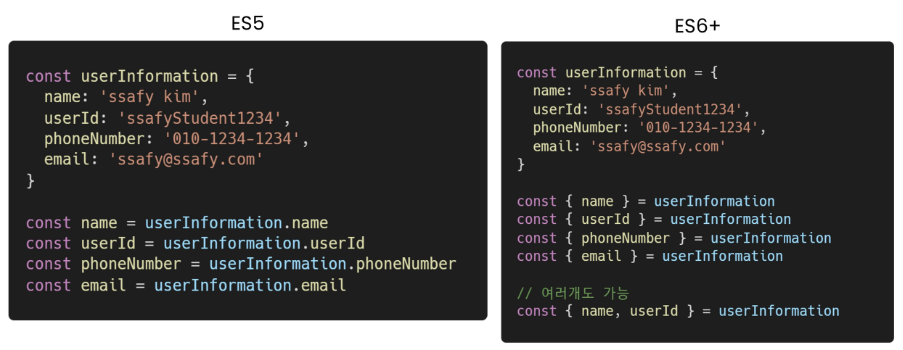 ES5
const userInformation = {
  name: 'ssafy kim',
  userId: 'ssafyStudent1234',
  phoneNumber: '010-1234-1234',
  email: 'ssafy@ssafy.com'
}

const name = userInformation.name
const userId = userInformation.userId
const phoneNumber = userInformation.phoneNumber
const email = userInformation.email

ES6+
const userInformation = {
  name: 'ssafy kim',
  userId: 'ssafyStudent1234',
  phoneNumber: '010-1234-1234',
  email: 'ssafy@ssafy.com'
}

const { name } = userInformation
const { userId } = userInformation
const { phoneNumber } = userInformation
const { email } = userInformation

// 여러개도 가능
const { name, userId } = userInformation